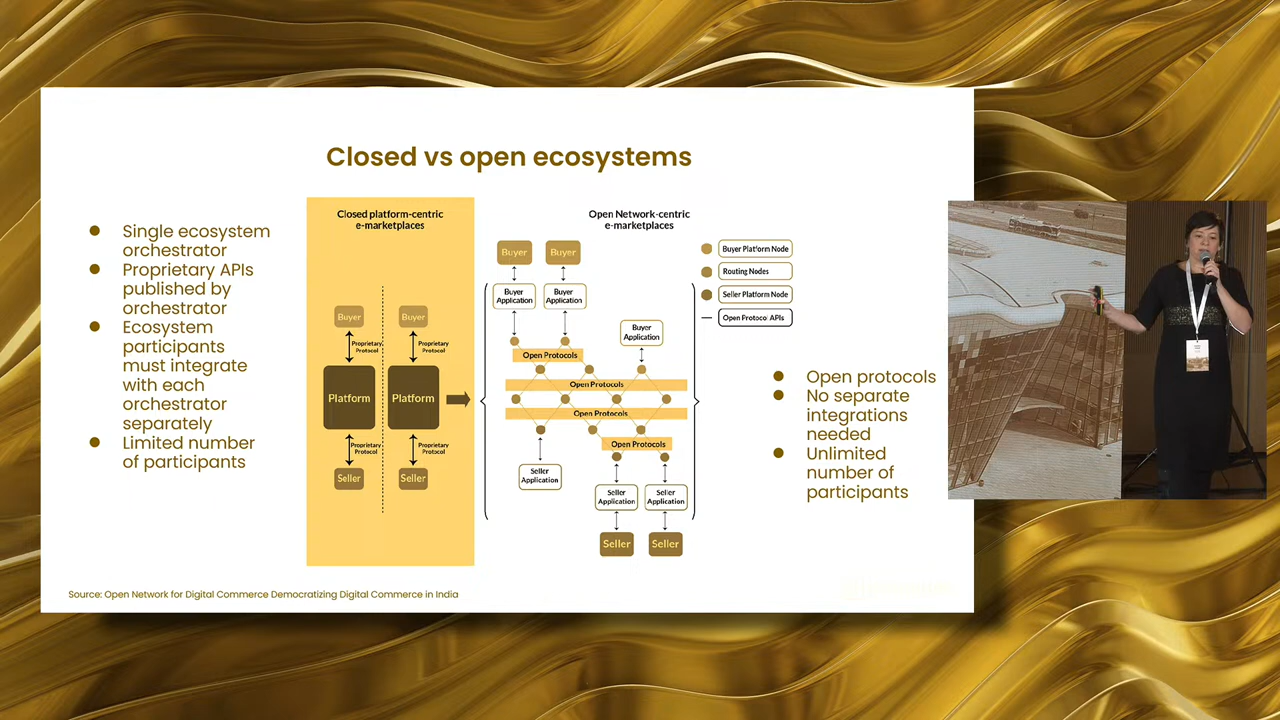 Closed vs open ecosystems
● Single ecosystem
orchestrator
● Proprietary APIs
published by
orchestrator
● Ecosystem
participants
must integrate
with each
orchestrator
separately
● Limited number
of participants
Closed platform-centric
e-marketplaces
Buyer
Buyer
Proprietary
Protocol
Proprietary
Protocol
Platform
Platform
Proprietary
Protocol
Proprietary
Protocol
Seller
Seller
Open Network-centric
e-marketplaces
Buyer
Buyer
Buyer
Application
Buyer
Application
Buyer
Application
Open Protocols
Open Protocols
Open Protocols
Open Protocols
Seller
Application
Seller
Application
Seller
Application
Seller
Seller
Buyer Platform Node
Routing Nodes
Seller Platform Node
Open Protocol APIs
● Open protocols
● No separate
integrations
needed
● Unlimited
number of
participants
Source: Open Network for Digital Commerce Democratizing Digital Commerce in India